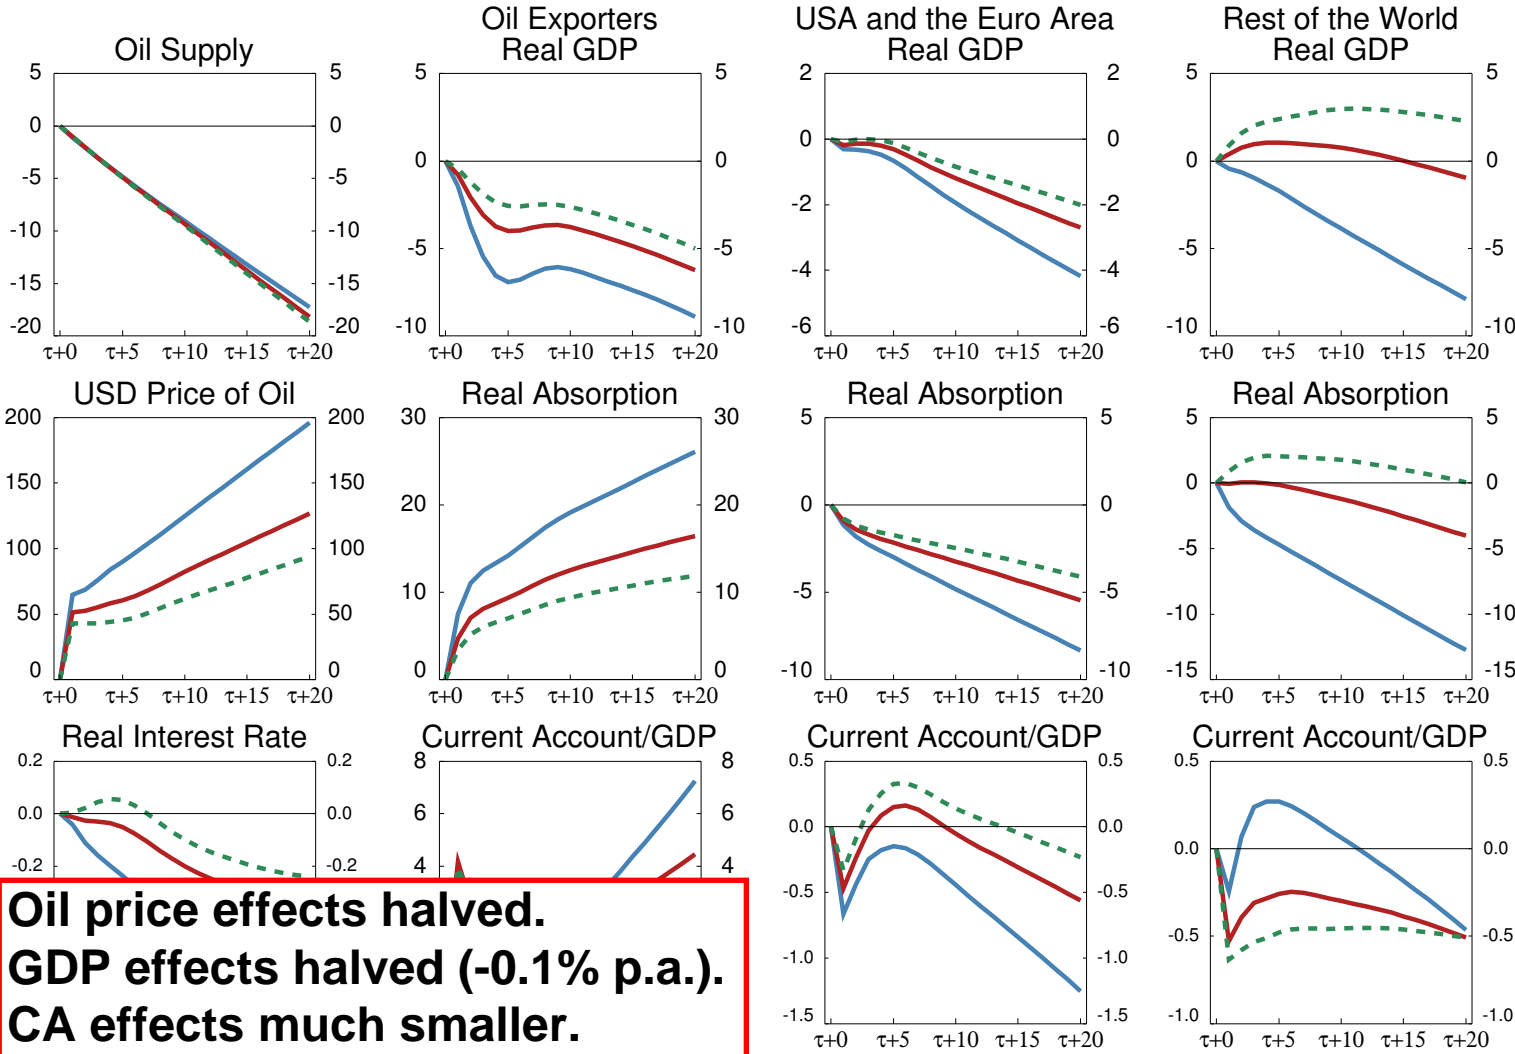 Oil Exporters
USA and the Euro Area
Rest of the World
Oil Supply
Real GDP
Real GDP
Real GDP
5 5 5 5 2 2 5 5
0 0 0 0 0 0 0 0
-5 -5 -5 -5 -2 -2 -5
-10 -10 -4 -4
-15 -15
-20 -20 -10 -10 -6 -6 -10 -10
τ+0 τ+5 τ+10 τ+15 τ+20 τ+0 τ+5 τ+10 τ+15 τ+20 τ+0 τ+5 τ+10 τ+15 τ+20 τ+0 τ+5 τ+10 τ+15 τ+20
USD Price of Oil
Real Absorption
Real Absorption
Real Absorption
200 200 30 30 5 5 5 5
150 150 20 20 0 0 0 0
100 100 10 10 -5 -5 -5 -5
50 50 -10 -10
0 0 0 0 -10 -10 -15 -15
τ+0 τ+5 τ+10 τ+15 τ+20 τ+0 τ+5 τ+10 τ+15 τ+20 τ+0 τ+5 τ+10 τ+15 τ+20 τ+0 τ+5 τ+10 τ+15 τ+20
Real Interest Rate
Current Account/GDP
Current Account/GDP
Current Account/GDP
0.2 0.2 8 8 0.5 0.5 0.5 0.5
0.0 0.0 6 6 0.0 0.0 0.0 0.0
-0.2 -0.2 4 4 -0.5 -0.5 -0.5 -0.5
-1.0 -1.0
-1.5 -1.5 -1.0 -1.0
τ+0 τ+5 τ+10 τ+15 τ+20 τ+0 τ+5 τ+10 τ+15 τ+20
Oil price effects halved.
GDP effects halved (-0.1% p.a.).
CA effects much smaller.